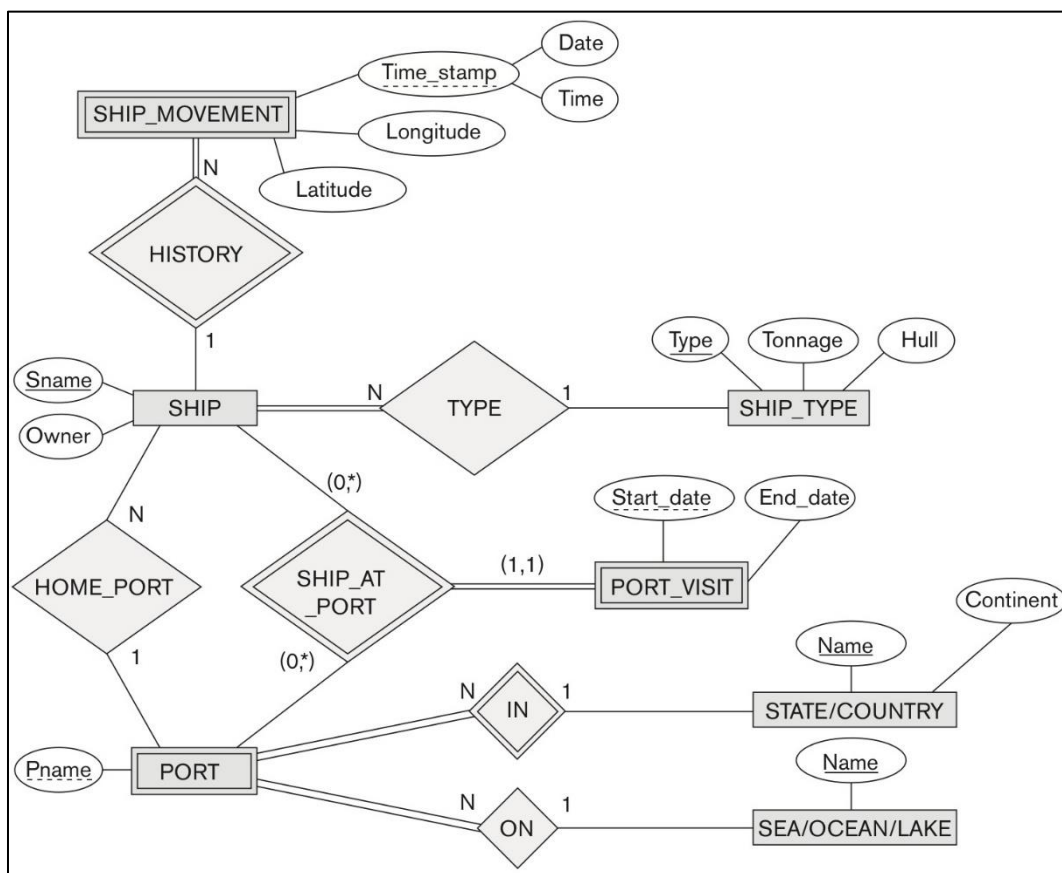 Date
Time_stamp
Time
SHIP_MOVEMENT
Longitude
N
Latitude
HISTORY
1
Type
Tonnage
Hull
Sname
N
1
SHIP
TYPE
SHIP_TYPE
Owner
(0,*)
Start_date
End_date
N
HOME_PORT
SHIP_AT
_PORT
(1,1)
PORT_VISIT
Continent
1
(0,*)
Name
N
1
IN
STATE/COUNTRY
Pname
PORT
Name
N
1
ON
SEA/OCEAN/LAKE